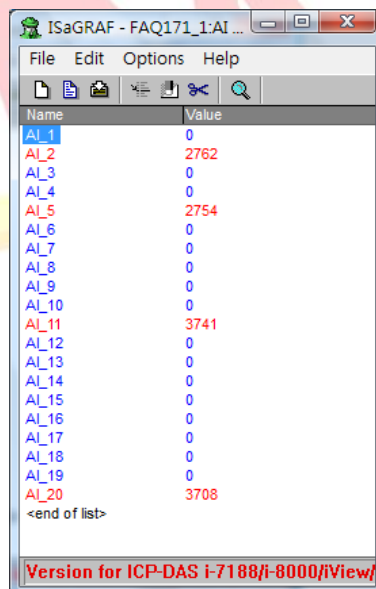 ISaGRAF - FAQ171_1:AI ...
File Edit Options Help
Name Value
AI_1 0
AI_2 2762
AI_3 0
AI_4 0
AI_5 2754
AI_6 0
AI_7 0
AI_8 0
AI_9 0
AI_10 0
AI_11 3741
AI_12 0
AI_13 0
AI_14 0
AI_15 0
AI_16 0
AI_17 0
AI_18 0
AI_19 0
AI_20 3708
<end of list>
Version for ICP-DAS i-7188/i-8000/iView/